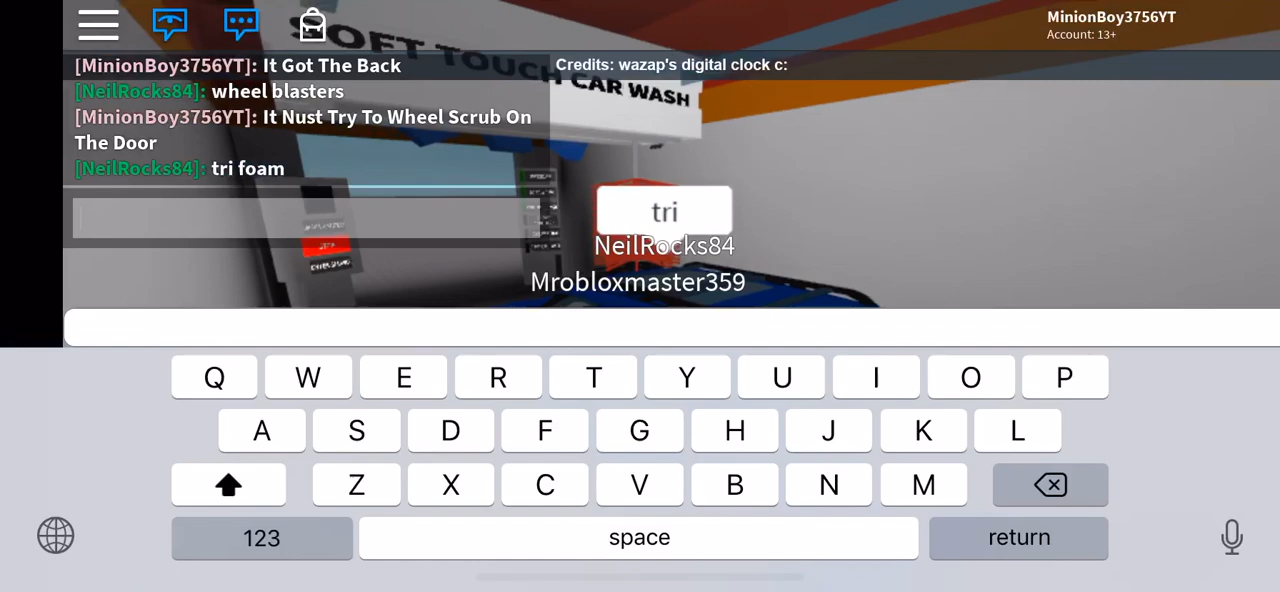 MinionBoy3756YT
Account: 13+
[MinionBoy3756YT]: It Got The Back
[NeilRocks84]: wheel blasters
[MinionBoy3756YT]: It Nust Try To Wheel Scrub On
The Door
[NeilRocks84]: tri foam
Credits: wazap's digital clock c:
SOFT TOUCH CAR WASH
tri
NeilRocks84
Mrobloxmaster359
Q W E R T Y U I O P
A S D F G H J K L
Z X C V B N M
123 space return